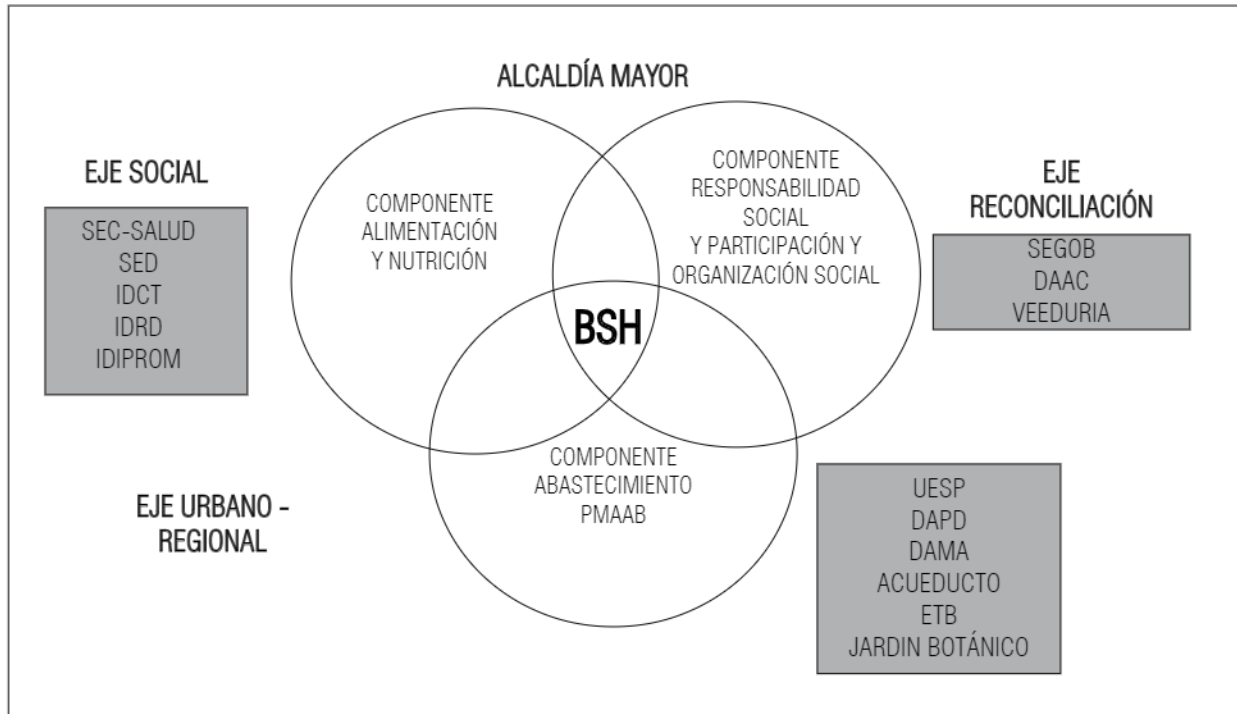 ALCALDÍA MAYOR
EJE SOCIAL
SEC-SALUD
SED
IDCT
IDRD
IDIPROM
COMPONENTE
ALIMENTACIÓN
Y NUTRICIÓN
COMPONENTE
RESPONSABILIDAD
SOCIAL
Y PARTICIPACIÓN Y
ORGANIZACIÓN SOCIAL
EJE
RECONCILIACIÓN
SEGOB
DAAC
VEEDURIA
BSH
EJE URBANO -
REGIONAL
COMPONENTE
ABASTECIMIENTO
PMAAB
UESP
DAPD
DAMA
ACUEDUCTO
ETB
JARDIN BOTÁNICO